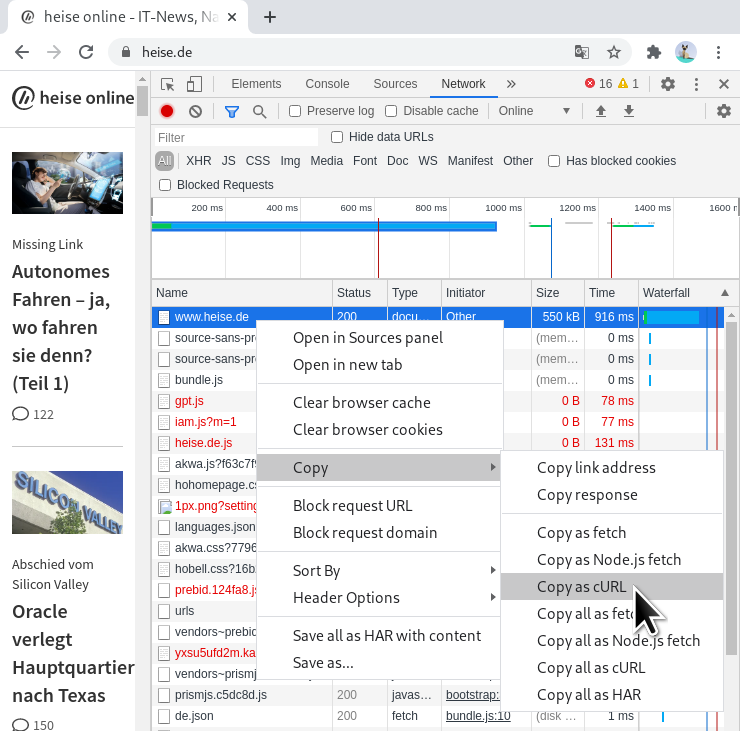 heise online - IT-News, Na
heise.de
heise online
Missing Link
Autonomes
Fahren – ja,
wo fahren
sie denn?
(Teil 1)
122
SILICON VALLEY
Abschied vom
Silicon Valley
Oracle
verlegt
Hauptquartier
nach Texas
150
Elements Console Sources Network » 16 1
Preserve log Disable cache Online
Filter Hide data URLs
All XHR JS CSS Img Media Font Doc WS Manifest Other Has blocked cookies
Blocked Requests
200 ms 400 ms 600 ms 800 ms 1000 ms 1200 ms 1400 ms 1600 r
Name Status Type Initiator Size Time Waterfall
www.heise.de 200 docu… Other 550 kB 916 ms
source-sans-pr (mem… 0 ms
source-sans-pr (mem… 0 ms
bundle.js (mem… 0 ms
gpt.js 0 B 78 ms
iam.js?m=1 0 B 77 ms
heise.de.js 0 B 131 ms
akwa.js?f63c7f
hohomepage.cs
1px.png?setting
languages.json
akwa.css?7796
hobell.css?16b
prebid.124fa8.j
urls
vendors~prebid
yxsu5ufd2m.ka
vendors~prismj
prismjs.c5dc8d.js 200 javas… bootstrap:
de.json 200 fetch bundle.js:10 (disk … 1 ms
Open in Sources panel
Open in new tab
Clear browser cache
Clear browser cookies
Copy
Block request URL
Block request domain
Sort By
Header Options
Save all as HAR with content
Save as...
Copy link address
Copy response
Copy as fetch
Copy as Node.js fetch
Copy as cURL
Copy all as fetc
Copy all as Node.js fetch
Copy all as cURL
Copy all as HAR